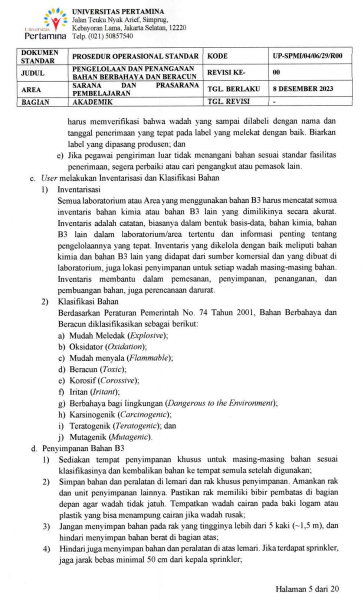 UNIVERSITAS PERTAMINA
Jalan Teuku Nyak Arief, Simprug,
Kebayoran Lama, Jakarta Selatan, 12220
Telp. (021) 50857540
UNIVERSITAS
Pertamina
DOKUMEN STANDAR PROSEDUR OPERASIONAL STANDAR KODE UP-SPMI/04/06/29/R00
JUDUL PENGELOLAAN DAN PENANGANAN BAHAN BERBAHAYA DAN BERACUN REVISI KE- 00
AREA SARANA DAN PRASARANA PEMBELAJARAN TGL. BERLAKU 8 DESEMBER 2023
BAGIAN AKADEMIK TGL. REVISI -
harus memverifikasi bahwa wadah yang sampai dilabeli dengan nama dan
tanggal penerimaan yang tepat pada label yang melekat dengan baik. Biarkan
label yang dipasang produsen; dan
e) Jika pegawai pengiriman luar tidak menangani bahan sesuai standar fasilitas
penerimaan, segera perbaiki atau cari pengangkut atau pemasok lain.
c. User melakukan Inventarisasi dan Klasifikasi Bahan
1) Inventarisasi
Semua laboratorium atau Area yang menggunakan bahan B3 harus mencatat semua
inventaris bahan kimia atau bahan B3 lain yang dimilikinya secara akurat.
Inventaris adalah catatan, biasanya dalam bentuk basis-data, bahan kimia, bahan
B3 lain dalam laboratorium/area tertentu dan informasi penting tentang
pengelolaannya yang tepat. Inventaris yang dikelola dengan baik meliputi bahan
kimia dan bahan B3 lain yang didapat dari sumber komersial dan yang dibuat di
laboratorium, juga lokasi penyimpanan untuk setiap wadah masing-masing bahan.
Inventaris membantu dalam pemesanan, penyimpanan, penanganan, dan
pembuangan bahan, juga perencanaan darurat.
2) Klasifikasi Bahan
Berdasarkan Peraturan Pemerintah No. 74 Tahun 2001, Bahan Berbahaya dan
Beracun diklasifikasikan sebagai berikut:
a) Mudah Meledak (Explosive);
b) Oksidator (Oxidation);
c) Mudah menyala (Flammable);
d) Beracun (Toxic);
e) Korosif (Corossive);
f) Iritan (Iritant);
g) Berbahaya bagi lingkungan (Dangerous to the Environment);
h) Karsinogenik (Carcinogenic);
i) Teratogenik (Teratogenic); dan
j) Mutagenik (Mutagenic).
d. Penyimpanan Bahan B3
1) Sediakan tempat penyimpanan khusus untuk masing-masing bahan sesuai
klasifikasinya dan kembalikan bahan ke tempat semula setelah digunakan;
2) Simpan bahan dan peralatan di lemari dan rak khusus penyimpanan. Amankan rak
dan unit penyimpanan lainnya. Pastikan rak memiliki bibir pembatas di bagian
depan agar wadah tidak jatuh. Tempatkan wadah cairan pada baki logam atau
plastik yang bisa menampung cairan jika wadah rusak;
3) Jangan menyimpan bahan pada rak yang tingginya lebih dari 5 kaki (~1,5 m), dan
hindari menyimpan bahan berat di bagian atas;
4) Hindari juga menyimpan bahan dan peralatan di atas lemari. Jika terdapat sprinkler,
jaga jarak bebas minimal 50 cm dari kepala sprinkler;
Halaman 5 dari 20